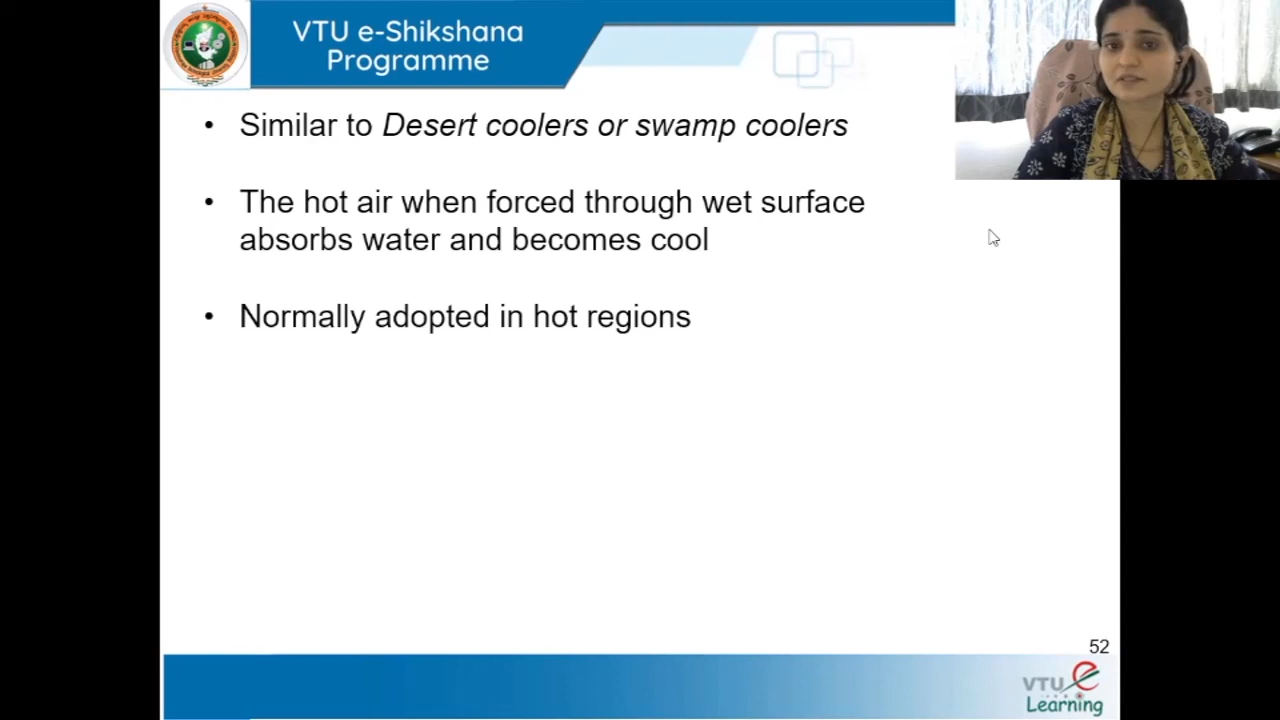 VTU e-Shikshana
Programme
• Similar to Desert coolers or swamp coolers
• The hot air when forced through wet surface
absorbs water and becomes cool
• Normally adopted in hot regions
52
VTU e
Learning